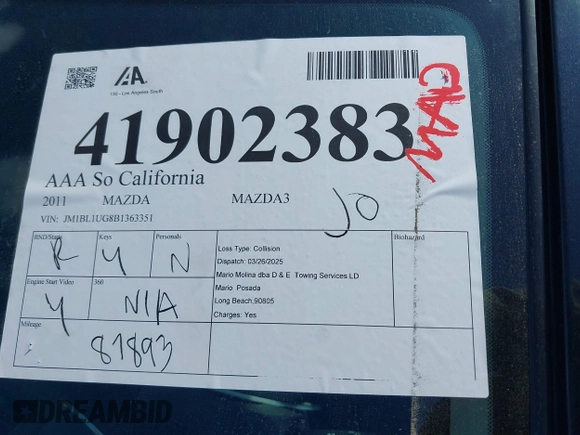 IAA
41902383
AAA So California
2011 MAZDA MAZDA3
VIN: JM1BL1UG8B1363351
JO
RND/State Keys Personals
R Y N
Loss Type: Collision
Dispatch: 03/26/2025
Mario Molina dba D & E Towing Services LD
Mario Posada
Long Beach,90805
Charges: Yes
Biohazard
Engine Start Video 360
Y N/A
Mileage
81893
DREAMBID